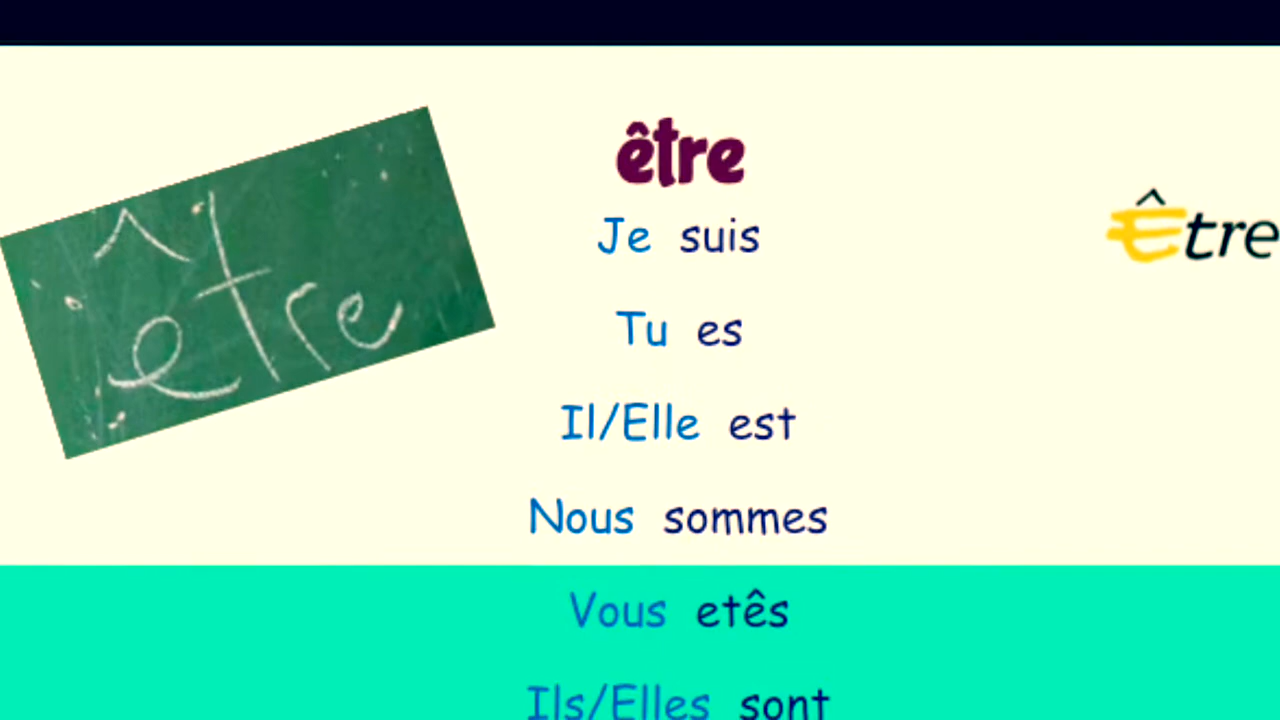 être
être
Être
Je suis
Tu es
Il/Elle est
Nous sommes
Vous etês
Ils/Elles sont